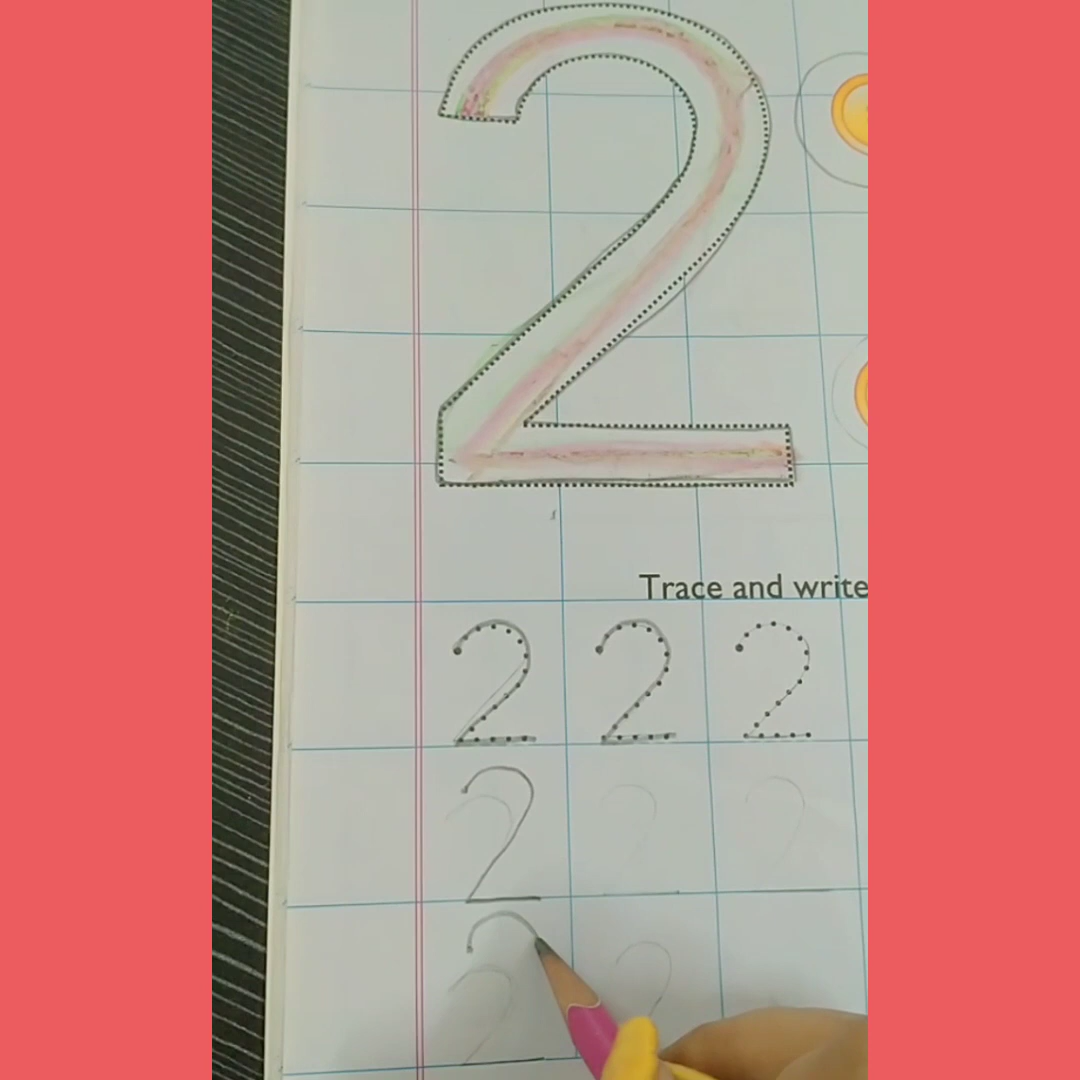 2
Trace and write
2 2 2
2 2 2
2 2